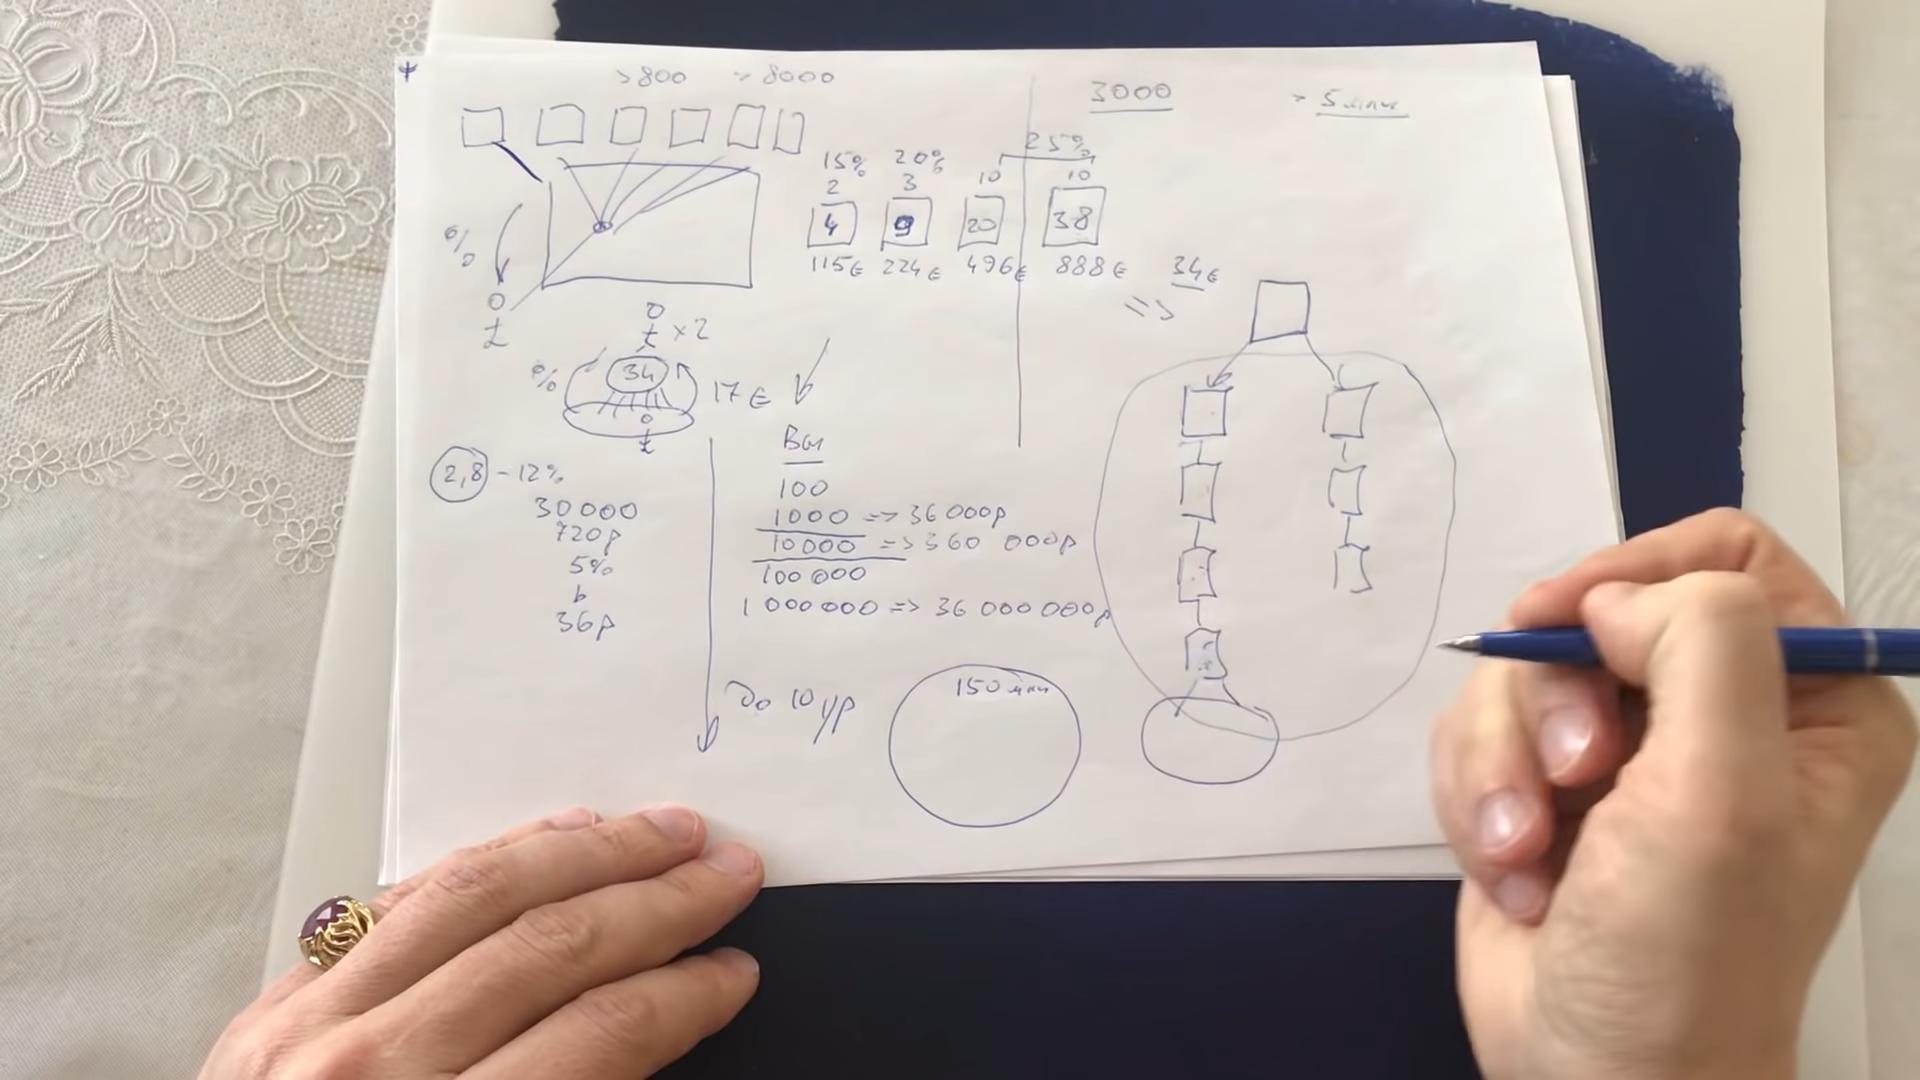 >800 > 8000
3000
> 5 млн
25%
15% 20%
2 3 10 10
4 9 20 38
115€ 224€ 496€ 888€
34€
=>
%
x2
34
%
17€
2,8 - 12%
30000
720р
5%
36р
Вы
100
1000 => 36 000р
10000 => 360 000р
100 000
1 000 000 => 36 000 000р
До 10 ур
150 млн